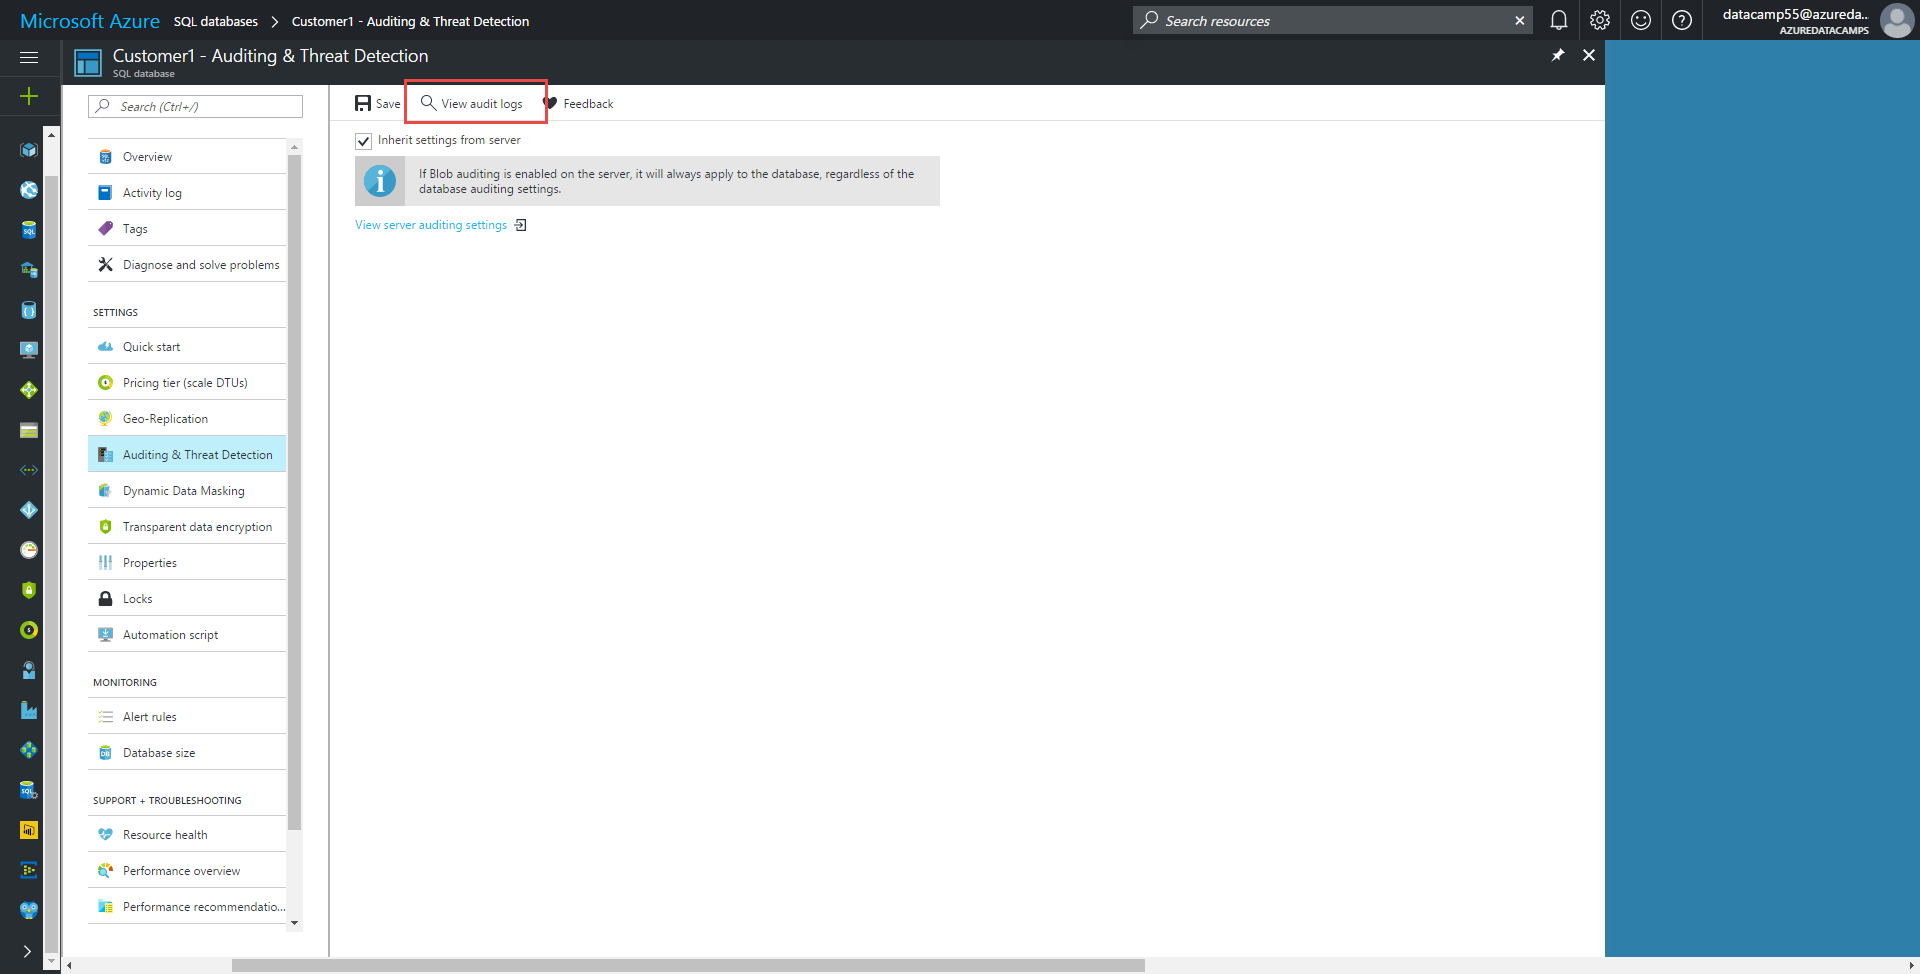 Microsoft Azure SQL databases > Customer1 - Auditing & Threat Detection
Search resources
datacamp55@azureda...
AZUREDATACAMPS
Customer1 - Auditing & Threat Detection
SQL database
Search (Ctrl+/)
Overview
Activity log
Tags
Diagnose and solve problems
SETTINGS
Quick start
Pricing tier (scale DTUs)
Geo-Replication
Auditing & Threat Detection
Dynamic Data Masking
Transparent data encryption
Properties
Locks
Automation script
MONITORING
Alert rules
Database size
SUPPORT + TROUBLESHOOTING
Resource health
Performance overview
Performance recommendatio...
Save View audit logs Feedback
Inherit settings from server
If Blob auditing is enabled on the server, it will always apply to the database, regardless of the
database auditing settings.
View server auditing settings